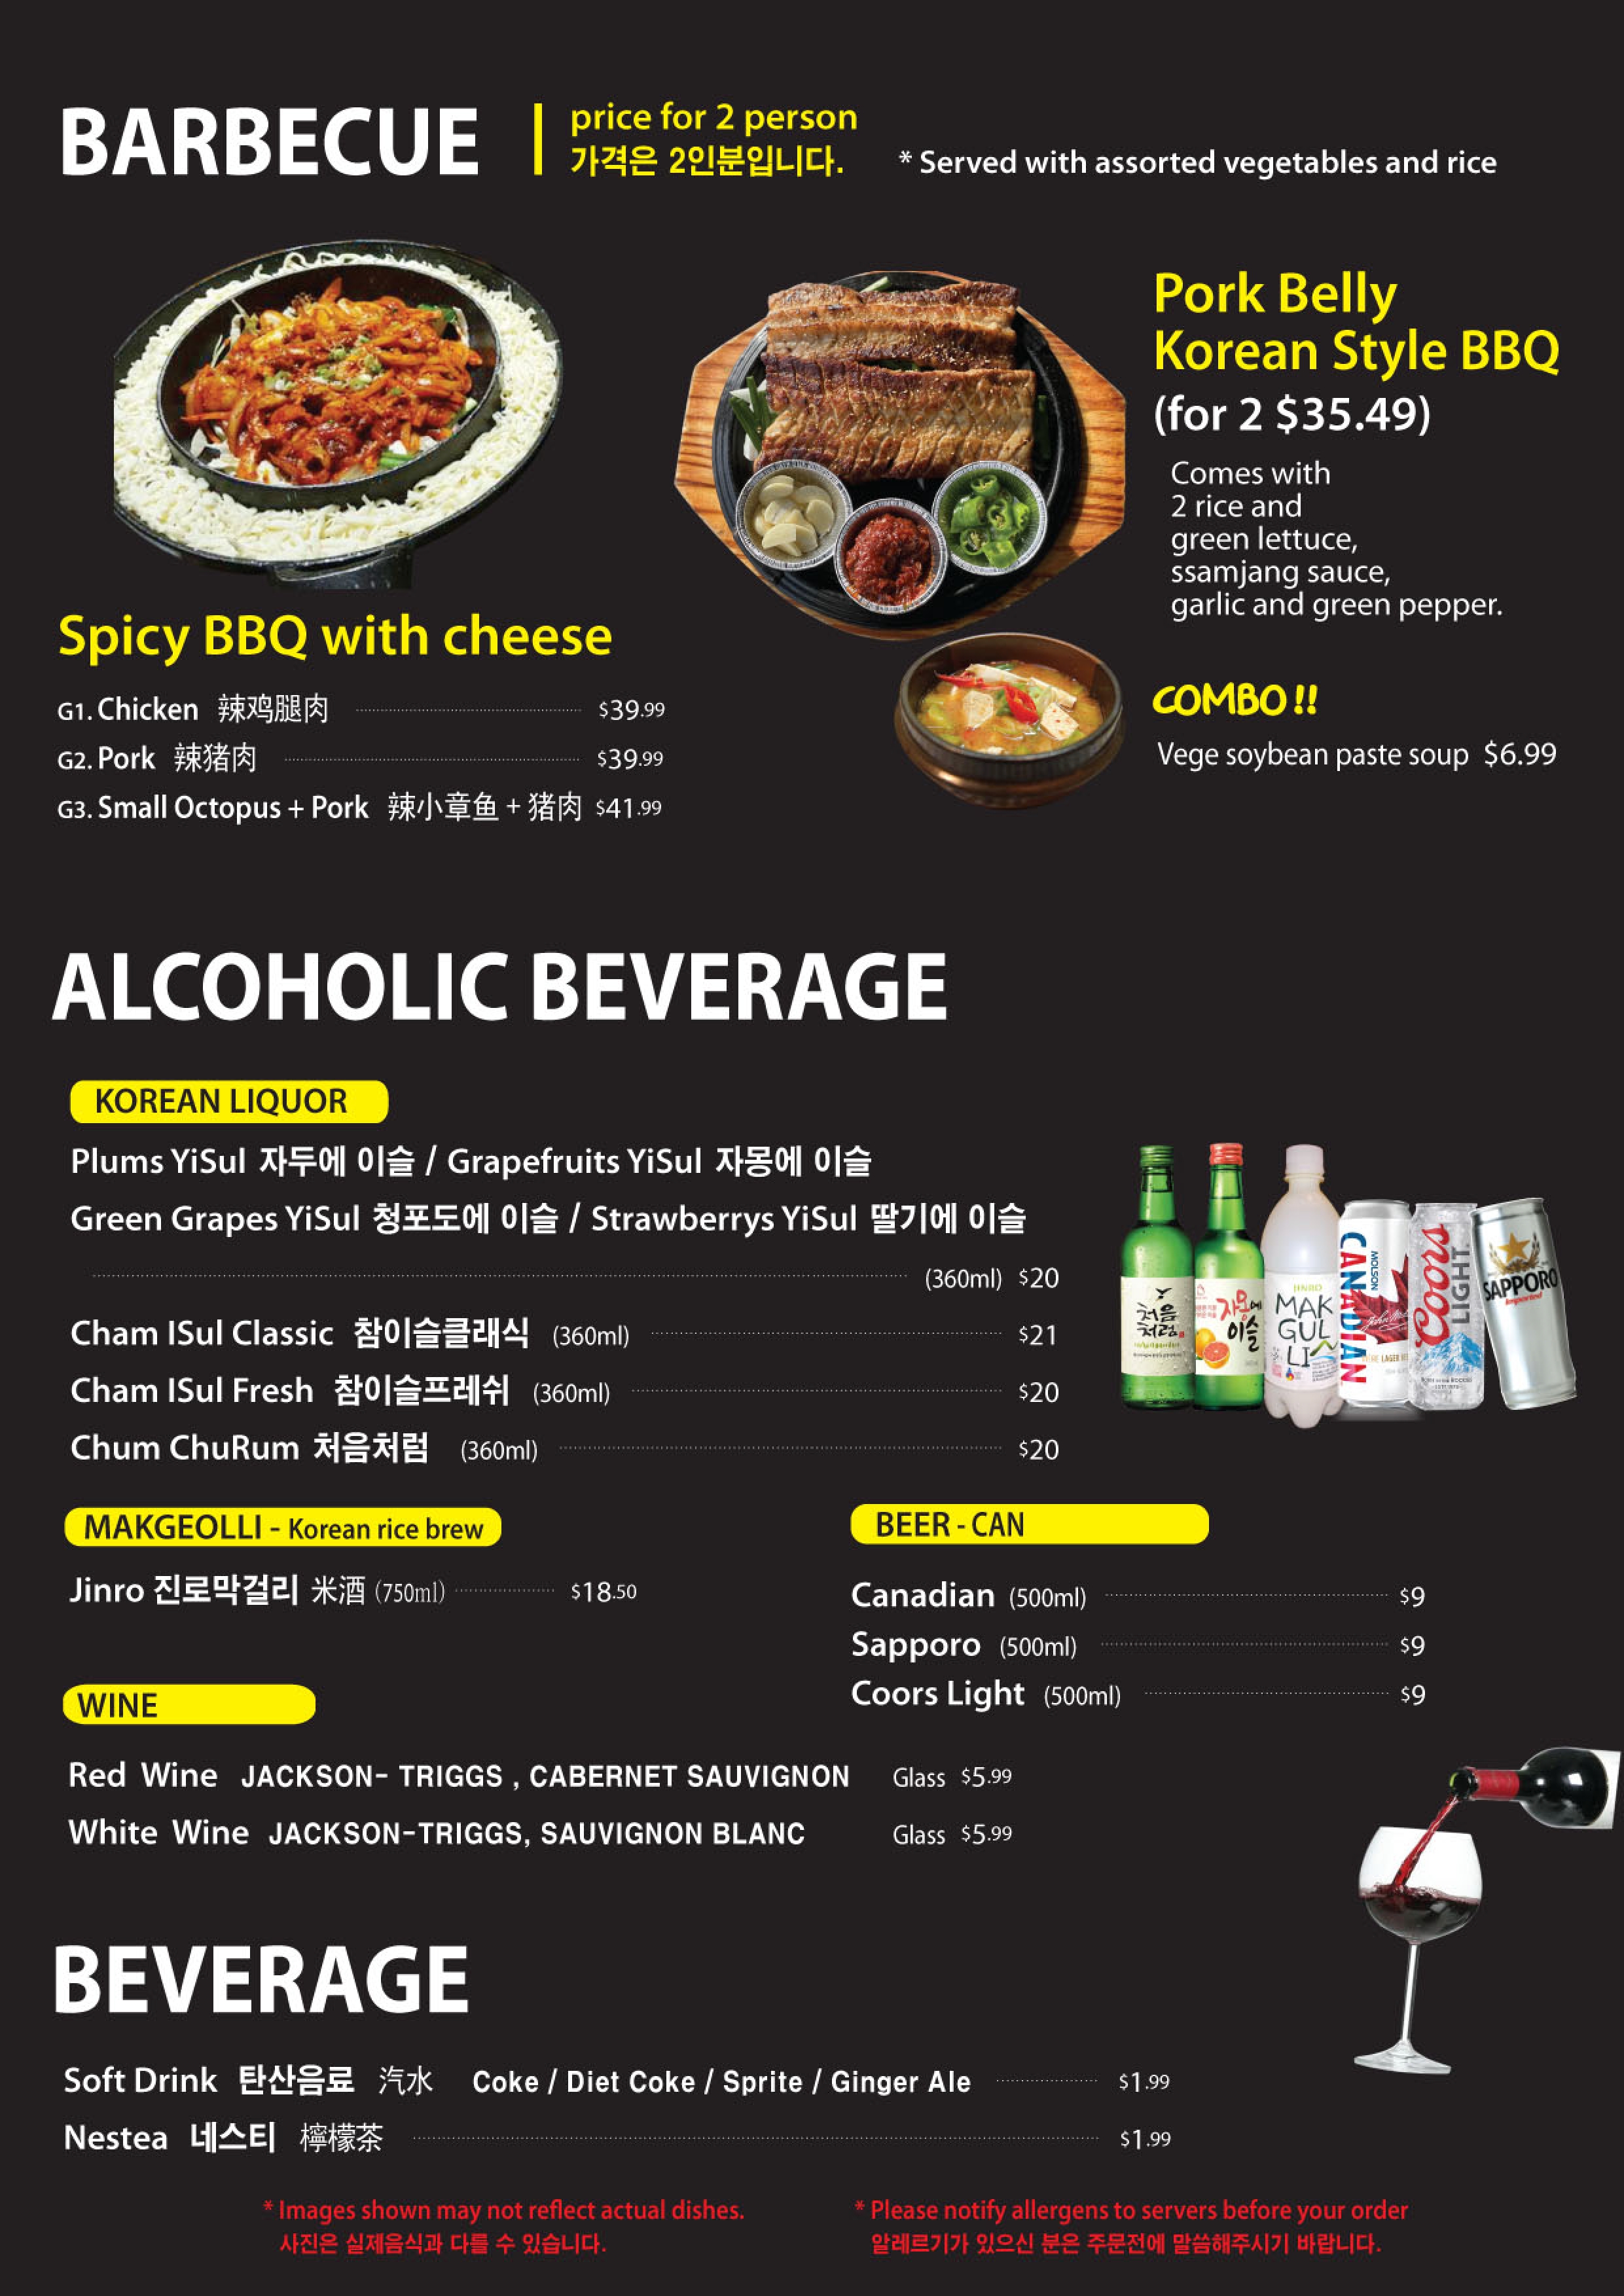 BARBECUE
price for 2 person
가격은 2인분입니다.
* Served with assorted vegetables and rice
Pork Belly
Korean Style BBQ
(for 2 $35.49)
Comes with
2 rice and
green lettuce,
ssamjang sauce,
garlic and green pepper.
COMBO !!
Vege soybean paste soup $6.99
Spicy BBQ with cheese
G1. Chicken 辣鸡腿肉 $39.99
G2. Pork 辣猪肉 $39.99
G3. Small Octopus + Pork 辣小章鱼 + 猪肉 $41.99
ALCOHOLIC BEVERAGE
KOREAN LIQUOR
Plums YiSul 자두에 이슬 / Grapefruits YiSul 자몽에 이슬
Green Grapes YiSul 청포도에 이슬 / Strawberrys YiSul 딸기에 이슬
(360ml) $20
Cham ISul Classic 참이슬클래식 (360ml) $21
Cham ISul Fresh 참이슬프레쉬 (360ml) $20
Chum ChuRum 처음처럼 (360ml) $20
처음
처럼
자몽에
이슬
JINRO
MAK
GUL
LI
MOLSON
CANADIAN
Coors
LIGHT
SAPPORO
Imported
MAKGEOLLI - Korean rice brew
Jinro 진로막걸리 米酒 (750ml) $18.50
BEER - CAN
Canadian (500ml) $9
Sapporo (500ml) $9
Coors Light (500ml) $9
WINE
Red Wine JACKSON- TRIGGS , CABERNET SAUVIGNON Glass $5.99
White Wine JACKSON-TRIGGS, SAUVIGNON BLANC Glass $5.99
BEVERAGE
Soft Drink 탄산음료 汽水 Coke / Diet Coke / Sprite / Ginger Ale $1.99
Nestea 네스티 檸檬茶 $1.99
* Images shown may not reflect actual dishes.
사진은 실제음식과 다를 수 있습니다.
* Please notify allergens to servers before your order
알레르기가 있으신 분은 주문전에 말씀해주시기 바랍니다.